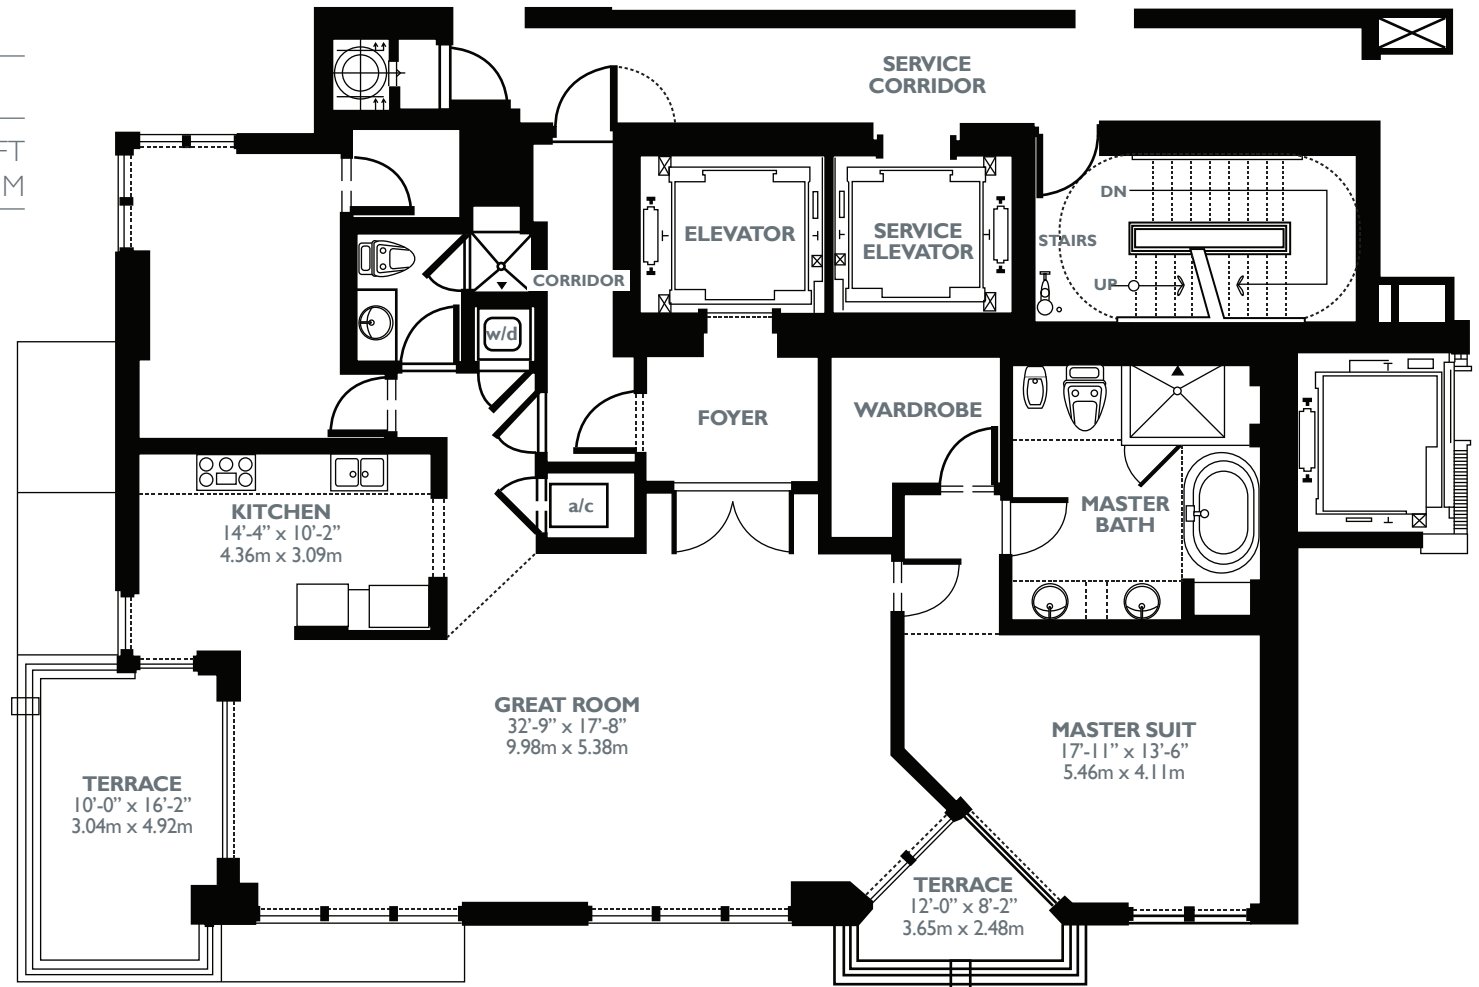 FT
M
SERVICE
CORRIDOR
DN
ELEVATOR
SERVICE
ELEVATOR
STAIRS
UP
CORRIDOR
w/d
FOYER
WARDROBE
KITCHEN
14'-4" x 10'-2"
4.36m x 3.09m
a/c
MASTER
BATH
GREAT ROOM
32'-9" x 17'-8"
9.98m x 5.38m
MASTER SUIT
17'-11" x 13'-6"
5.46m x 4.11m
TERRACE
10'-0" x 16'-2"
3.04m x 4.92m
TERRACE
12'-0" x 8'-2"
3.65m x 2.48m